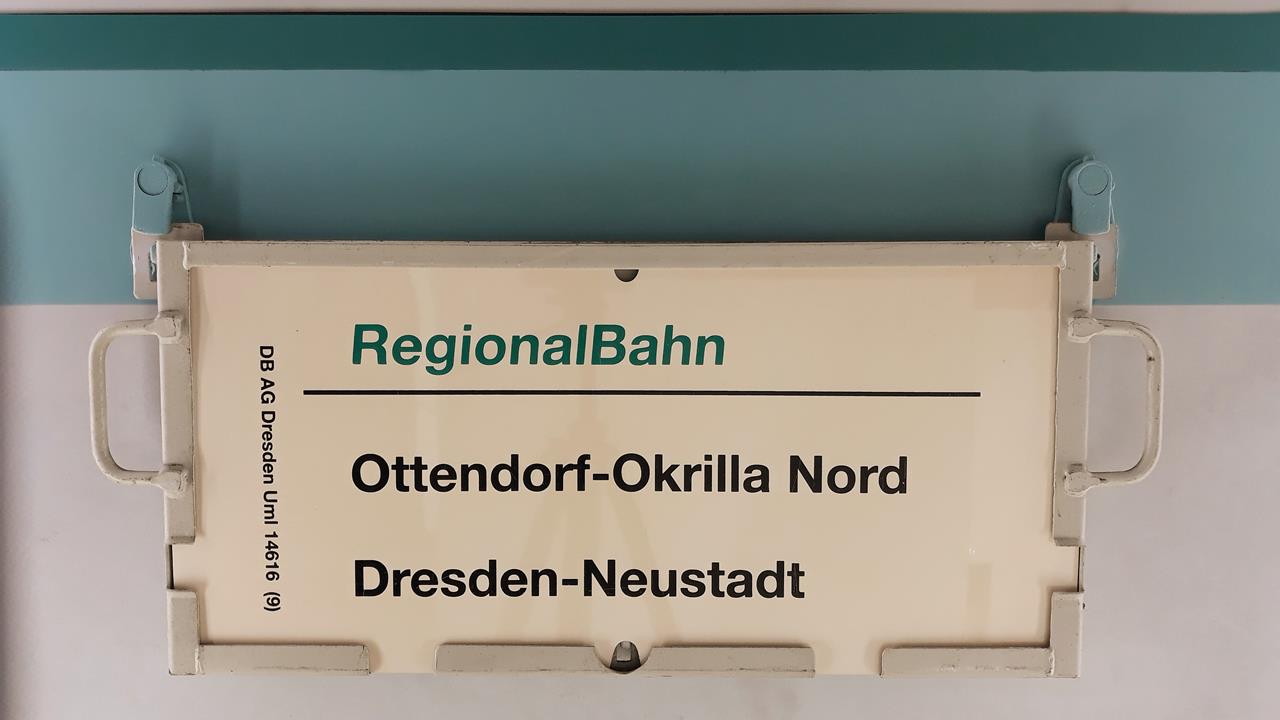 RegionalBahn
Ottendorf-Okrilla Nord
Dresden-Neustadt
DB AG Dresden Uml 14616 (9)